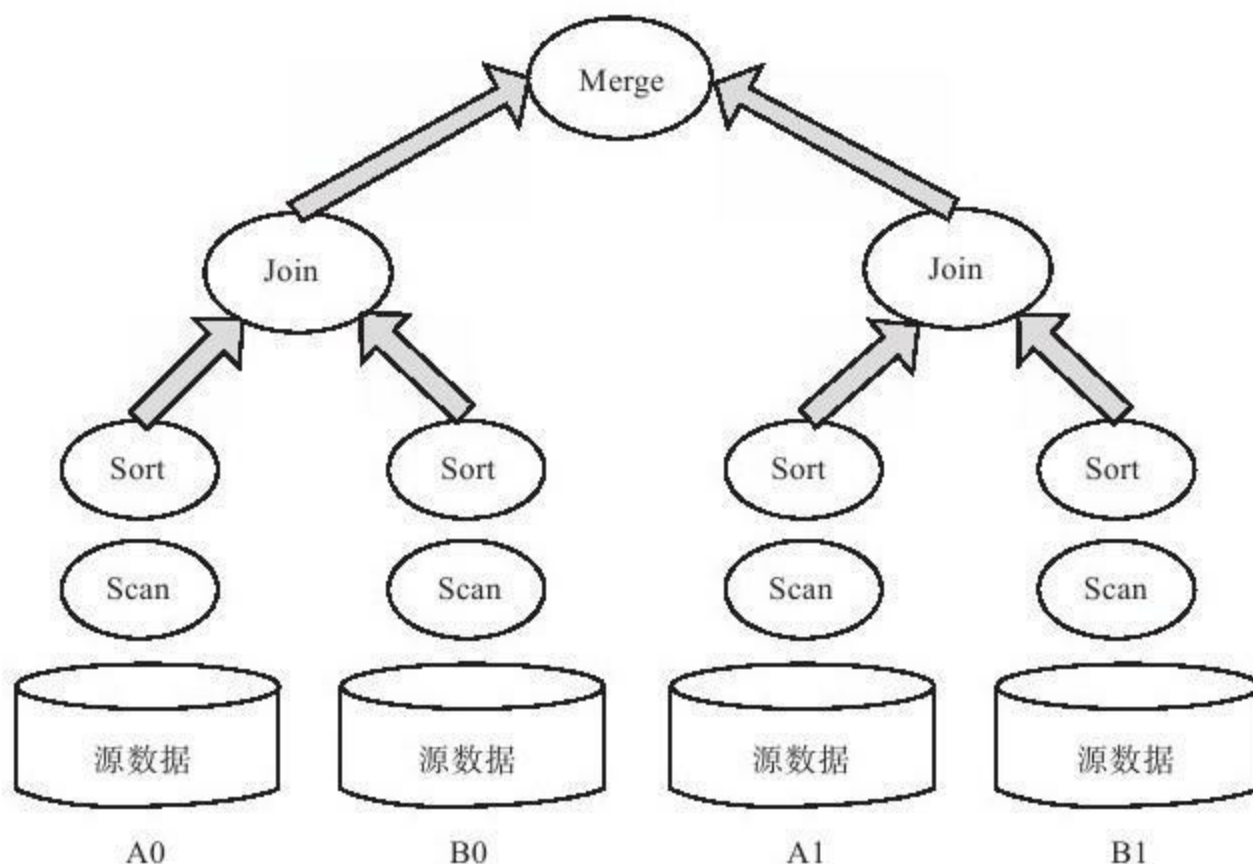 Merge
Join
Join
Sort
Sort
Sort
Sort
Scan
Scan
Scan
Scan
源数据
源数据
源数据
源数据
A0
B0
A1
B1